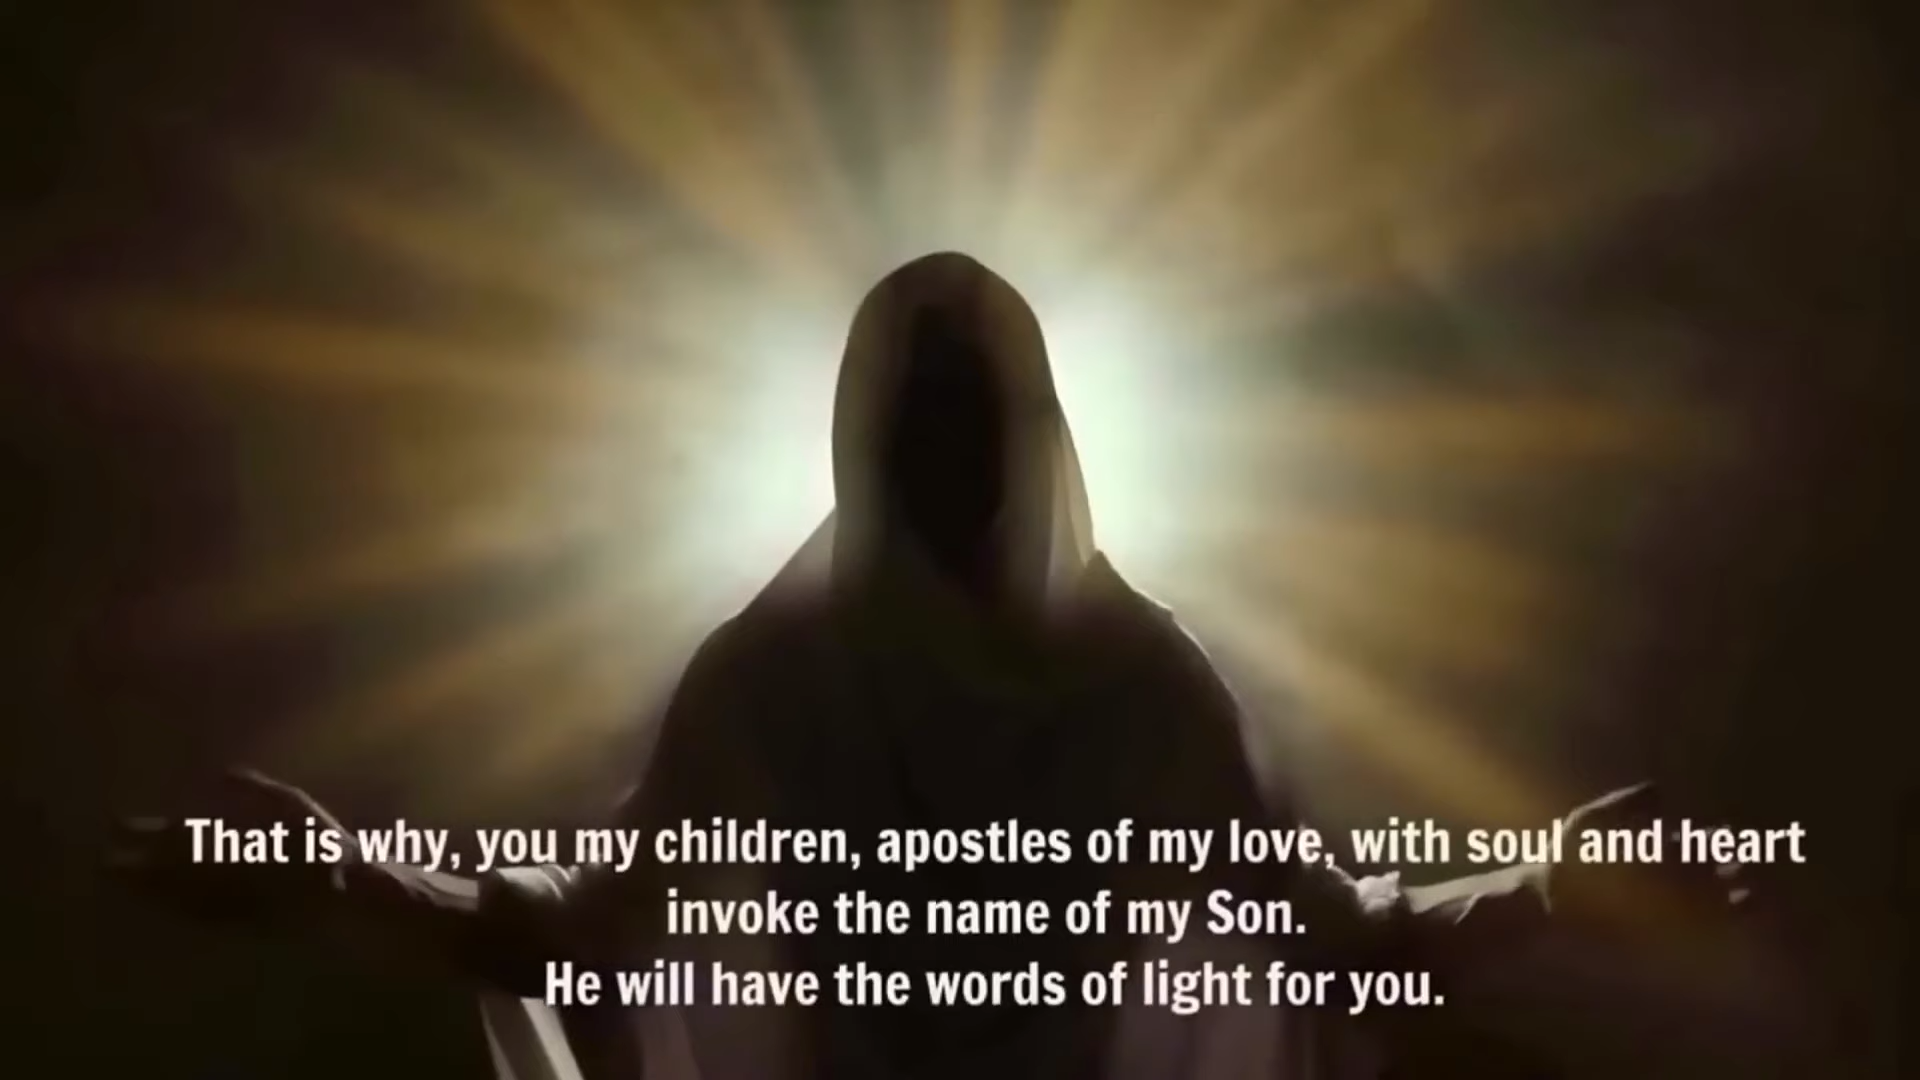 That is why, you my children, apostles of my love, with soul and heart
invoke the name of my Son.
He will have the words of light for you.